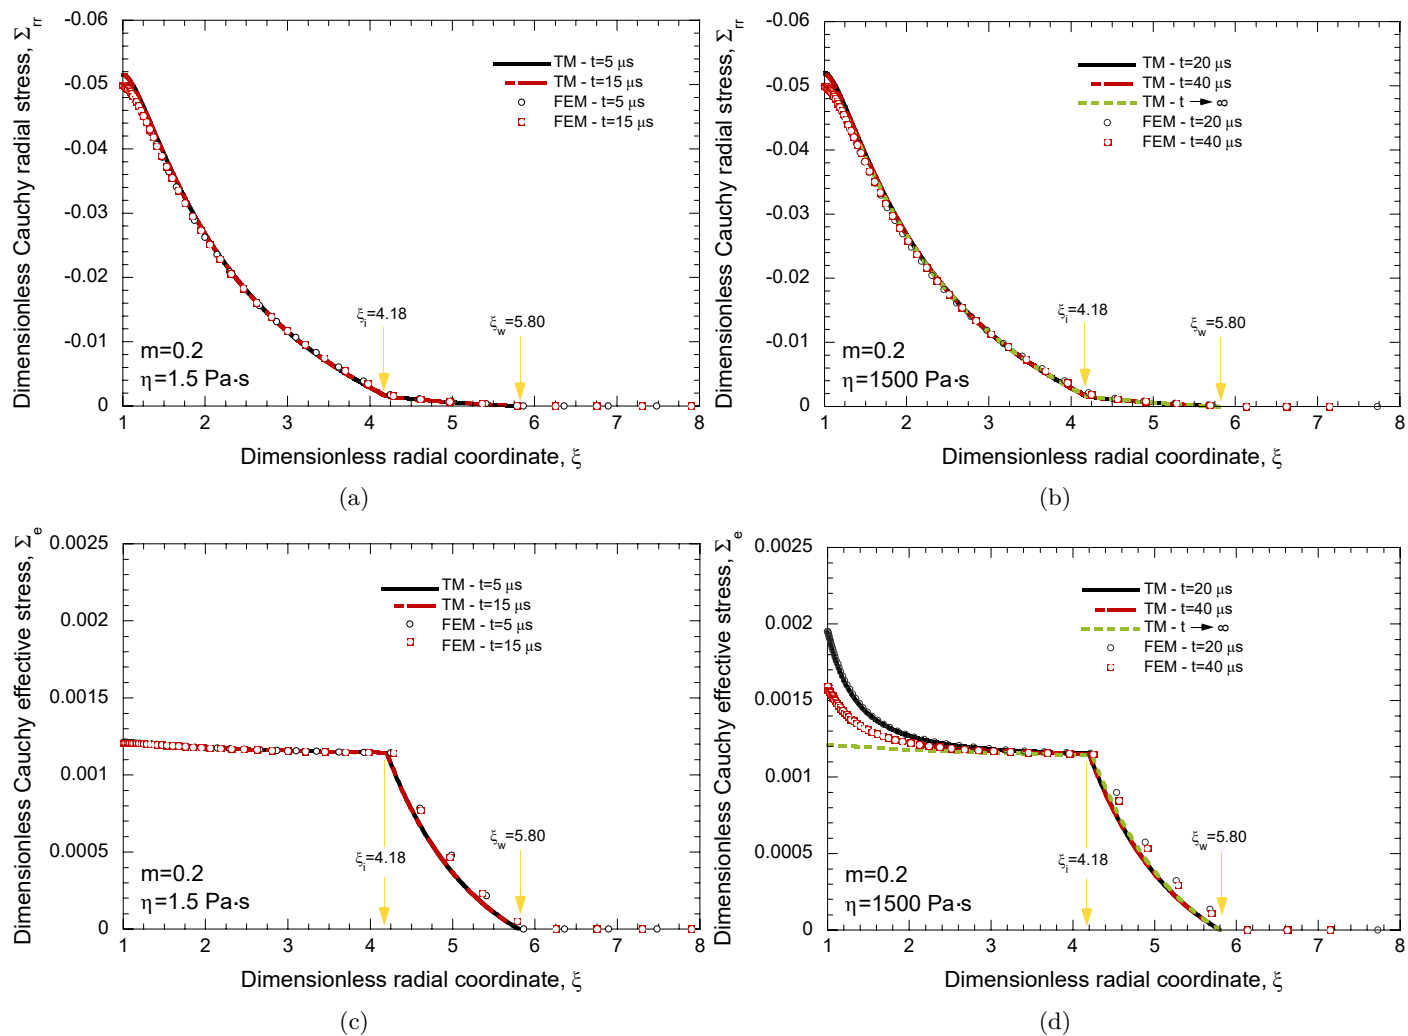 -0.06
-0.05
-0.04
-0.03
-0.02
-0.01
0
Dimensionless Cauchy radial stress, Σrr
TM - t=5 μs
TM - t=15 μs
FEM - t=5 μs
FEM - t=15 μs
ξi=4.18
ξw=5.80
m=0.2
η=1.5 Pa·s
1 2 3 4 5 6 7 8
Dimensionless radial coordinate, ξ
(a)
-0.06
-0.05
-0.04
-0.03
-0.02
-0.01
0
Dimensionless Cauchy radial stress, Σrr
TM - t=20 μs
TM - t=40 μs
TM - t → ∞
FEM - t=20 μs
FEM - t=40 μs
ξi=4.18
ξw=5.80
m=0.2
η=1500 Pa·s
1 2 3 4 5 6 7 8
Dimensionless radial coordinate, ξ
(b)
0.0025
0.002
0.0015
0.001
0.0005
0
Dimensionless Cauchy effective stress, Σe
TM - t=5 μs
TM - t=15 μs
FEM - t=5 μs
FEM - t=15 μs
ξi=4.18
ξw=5.80
m=0.2
η=1.5 Pa·s
1 2 3 4 5 6 7 8
Dimensionless radial coordinate, ξ
(c)
0.0025
0.002
0.0015
0.001
0.0005
0
Dimensionless Cauchy effective stress, Σe
TM - t=20 μs
TM - t=40 μs
TM - t → ∞
FEM - t=20 μs
FEM - t=40 μs
ξi=4.18
ξw=5.80
m=0.2
η=1500 Pa·s
1 2 3 4 5 6 7 8
Dimensionless radial coordinate, ξ
(d)